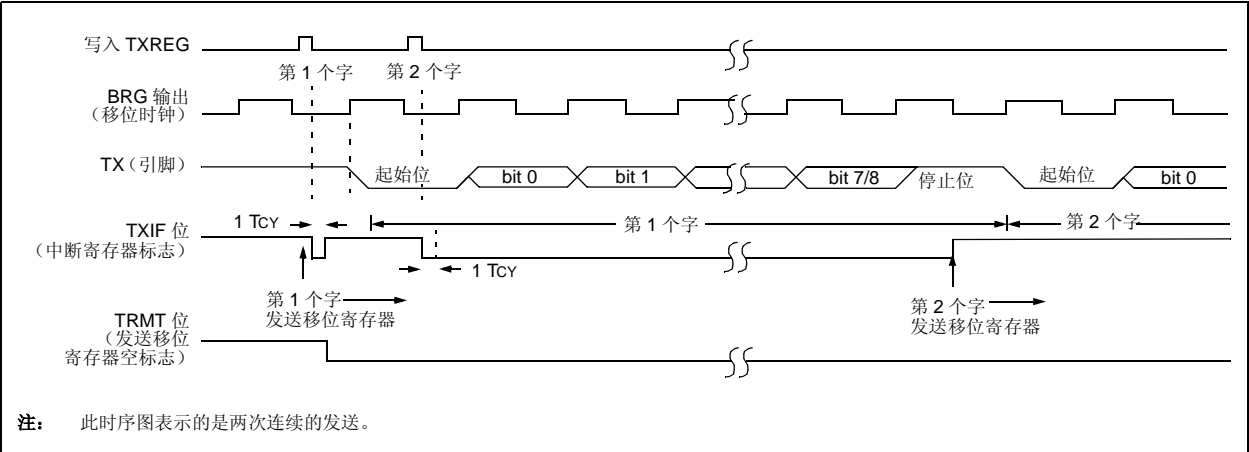 写入 TXREG
第 1 个字 第 2 个字
BRG 输出
（移位时钟）
TX（引脚）
起始位 bit 0 bit 1 bit 7/8 停止位 起始位 bit 0
TXIF 位
（中断寄存器标志）
1 TCY
第 1 个字
第 2 个字
1 TCY
第 1 个字
发送移位寄存器
第 2 个字
发送移位寄存器
TRMT 位
（发送移位
寄存器空标志）
注： 此时序图表示的是两次连续的发送。